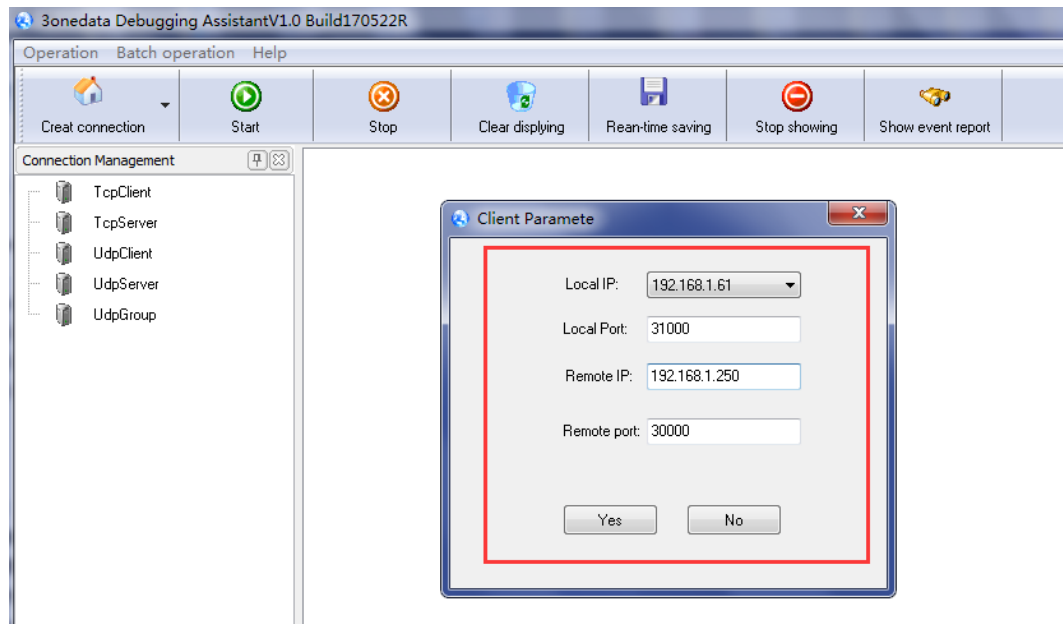 3onedata Debugging AssistantV1.0 Build170522R
Operation Batch operation Help
Creat connection Start Stop Clear displying Rean-time saving Stop showing Show event report
Connection Management
TcpClient
TcpServer
UdpClient
UdpServer
UdpGroup
Client Paramete
Local IP: 192.168.1.61
Local Port: 31000
Remote IP: 192.168.1.250
Remote port: 30000
Yes No